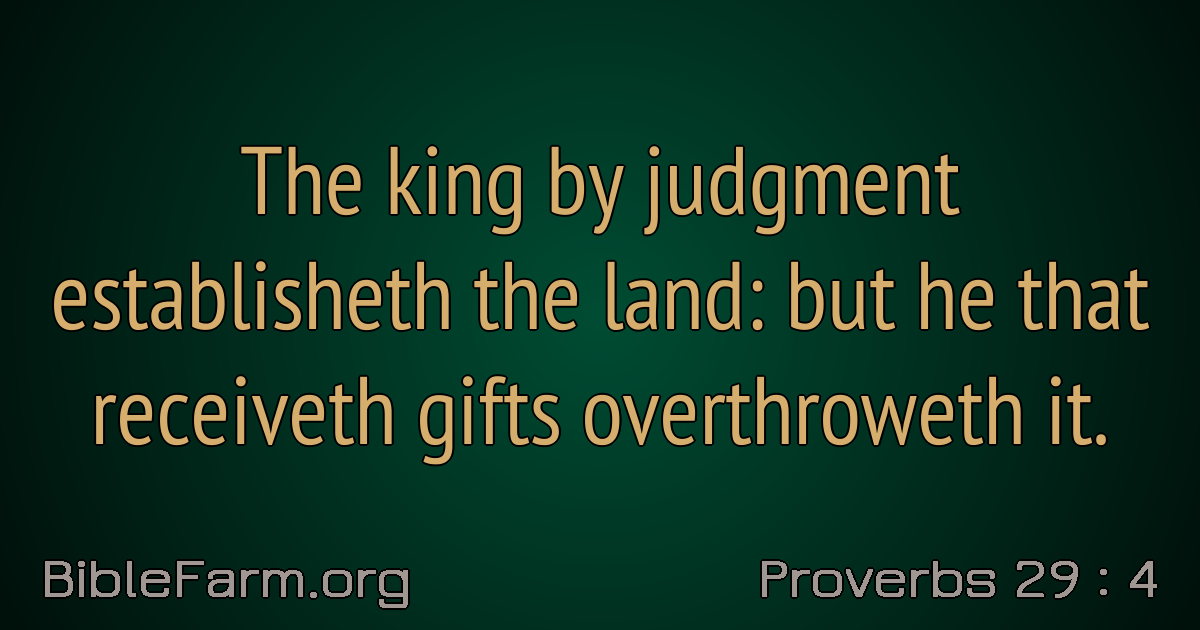 The king by judgment
establisheth the land: but he that
receiveth gifts overthroweth it.
BibleFarm.org
Proverbs 29 : 4